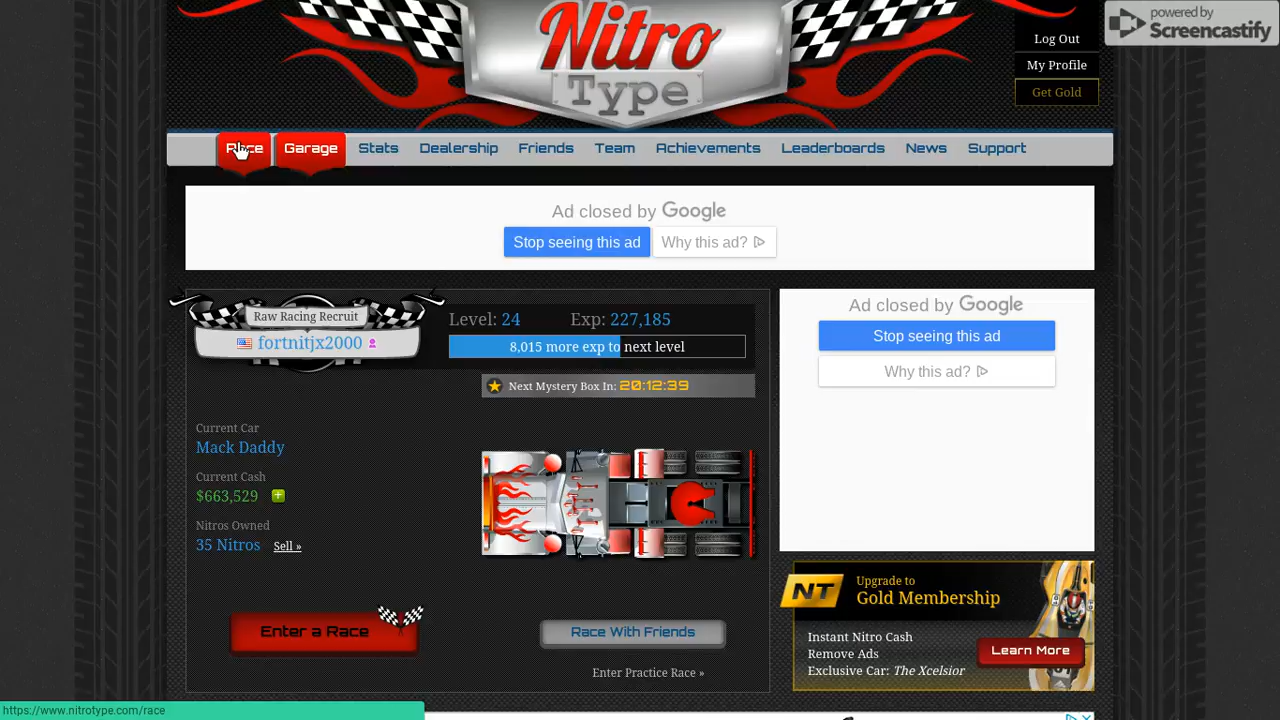 Nitro
Type
powered by
Screencastify
Log Out
My Profile
Get Gold
Race
Garage
Stats
Dealership
Friends
Team
Achievements
Leaderboards
News
Support
Ad closed by Google
Stop seeing this ad
Why this ad?
Raw Racing Recruit
fortnitjx2000
Level: 24
Exp: 227,185
8,015 more exp to next level
Next Mystery Box In: 20:12:39
Current Car
Mack Daddy
Current Cash
$663,529
Nitros Owned
35 Nitros
Sell »
Enter a Race
Race With Friends
Enter Practice Race »
Ad closed by Google
Stop seeing this ad
Why this ad?
NT
Upgrade to
Gold Membership
Instant Nitro Cash
Remove Ads
Exclusive Car: The Xcelsior
Learn More
https://www.nitrotype.com/race